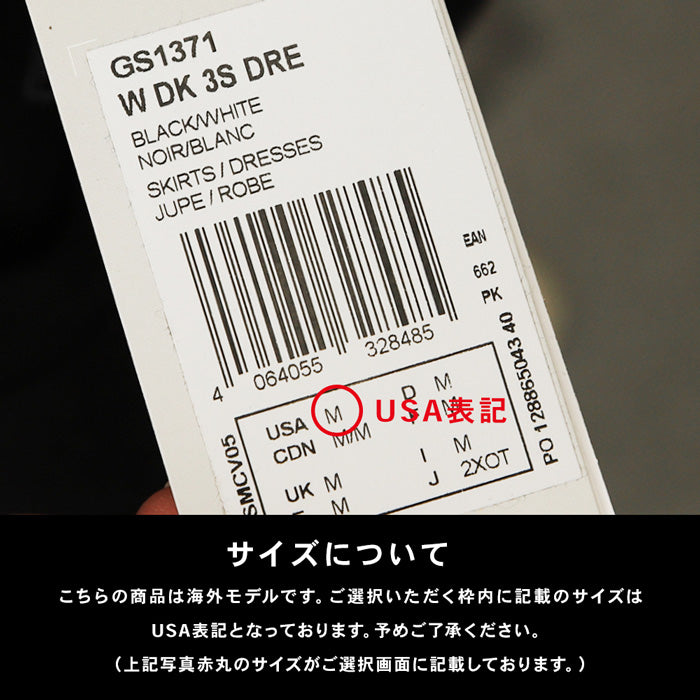 GS1371
W DK 3S DRE
BLACK/WHITE
NOIR/BLANC
SKIRTS / DRESSES
JUPE / ROBE
EAN
662
PK
4 064055 328485
PO 1288650434 40
SMCV05
USA M D M
USA表記
CDN M/M M
UK M I M
M J 2XOT
サイズについて
こちらの商品は海外モデルです。ご選択いただく枠内に記載のサイズは
USA表記となっております。予めご了承ください。
（上記写真赤丸のサイズがご選択画面に記載しております。）